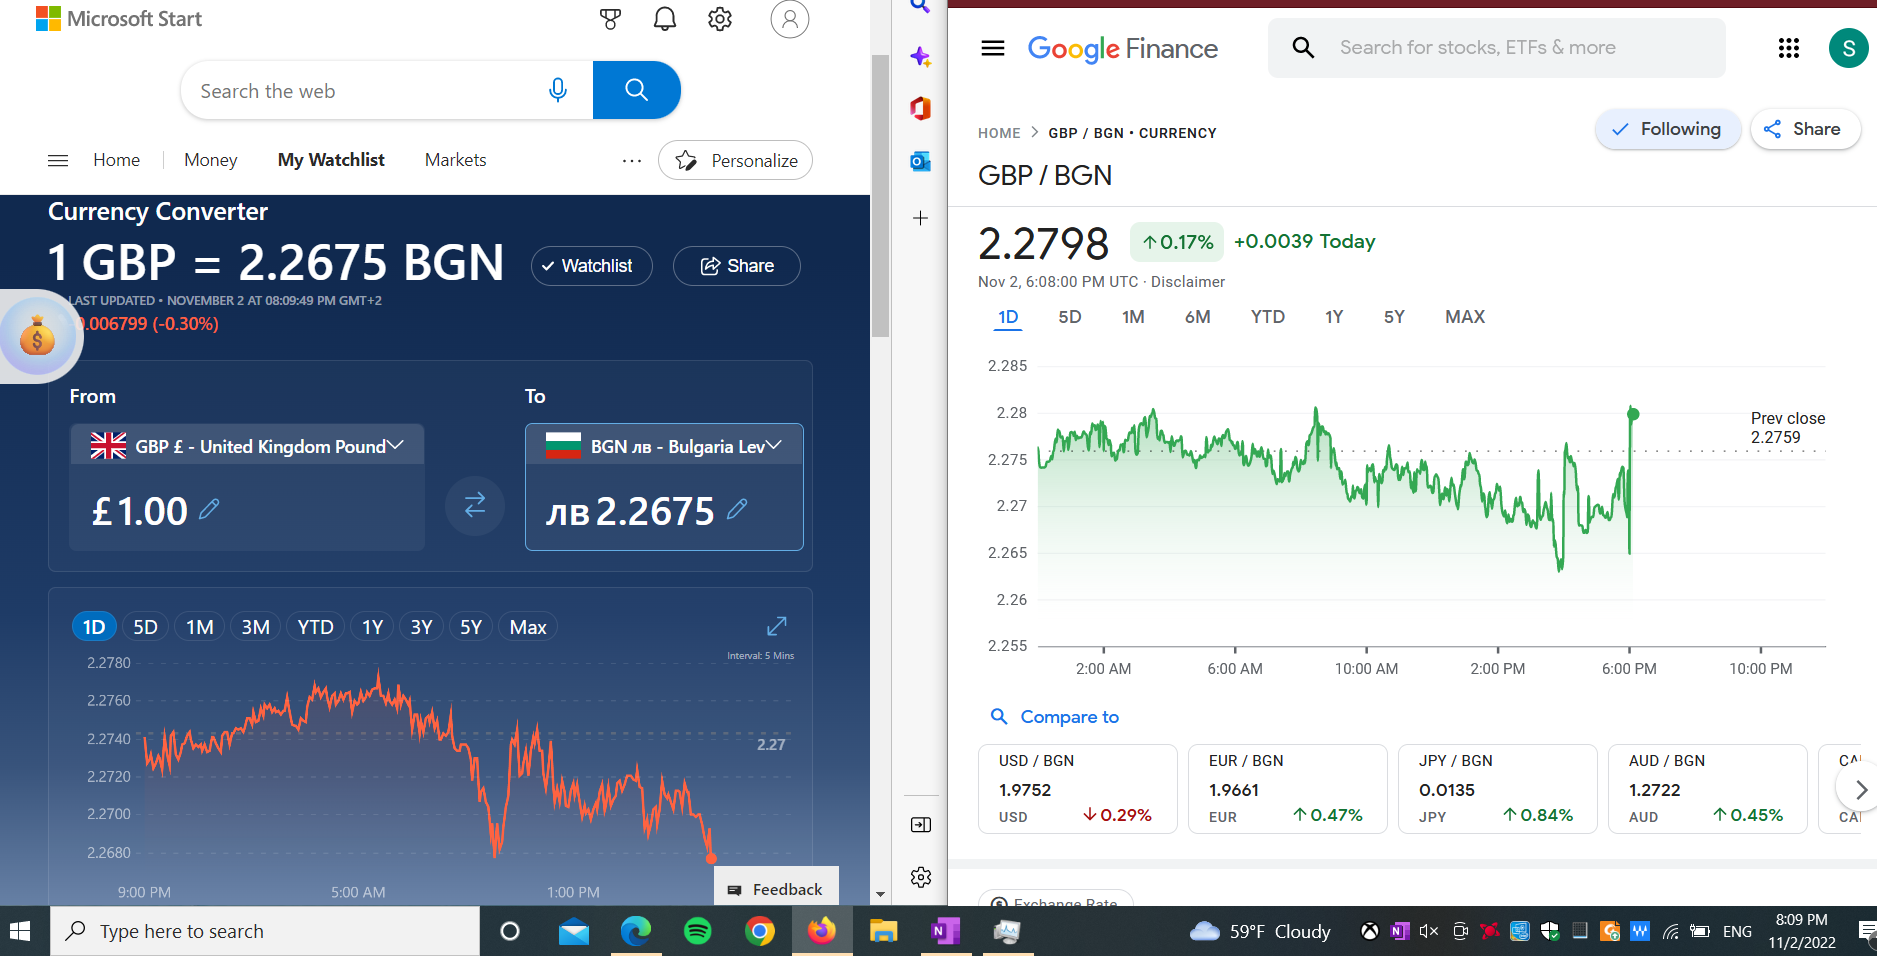 Microsoft Start
Search the web
Home
Money
My Watchlist
Markets
...
Personalize
Currency Converter
1 GBP = 2.2675 BGN
Watchlist
Share
LAST UPDATED • NOVEMBER 2 AT 08:09:49 PM GMT+2
.006799 (-0.30%)
From
To
GBP £ - United Kingdom Pound
BGN лв - Bulgaria Lev
£ 1.00
лв 2.2675
1D
5D
1M
3M
YTD
1Y
3Y
5Y
Max
Interval: 5 Mins
2.2780
2.2760
2.2740
2.2720
2.2700
2.2680
2.27
9:00 PM
5:00 AM
1:00 PM
Feedback
Google Finance
Search for stocks, ETFs & more
S
HOME > GBP / BGN • CURRENCY
Following
Share
GBP / BGN
2.2798
↑0.17%
+0.0039 Today
Nov 2, 6:08:00 PM UTC · Disclaimer
1D
5D
1M
6M
YTD
1Y
5Y
MAX
2.285
2.28
2.275
2.27
2.265
2.26
2.255
Prev close
2.2759
2:00 AM
6:00 AM
10:00 AM
2:00 PM
6:00 PM
10:00 PM
Compare to
USD / BGN
1.9752
USD
↓0.29%
EUR / BGN
1.9661
EUR
↑0.47%
JPY / BGN
0.0135
JPY
↑0.84%
AUD / BGN
1.2722
AUD
↑0.45%
CA
CA
Exchange Rate
Type here to search
59°F Cloudy
ENG
8:09 PM
11/2/2022